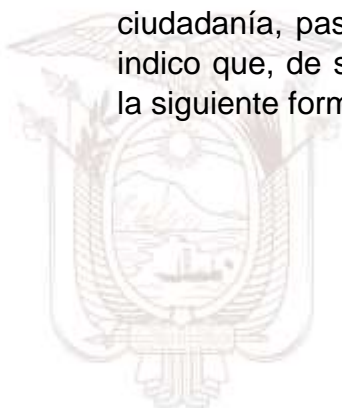 ciudadanía, pas
indico que, de s
la siguiente form